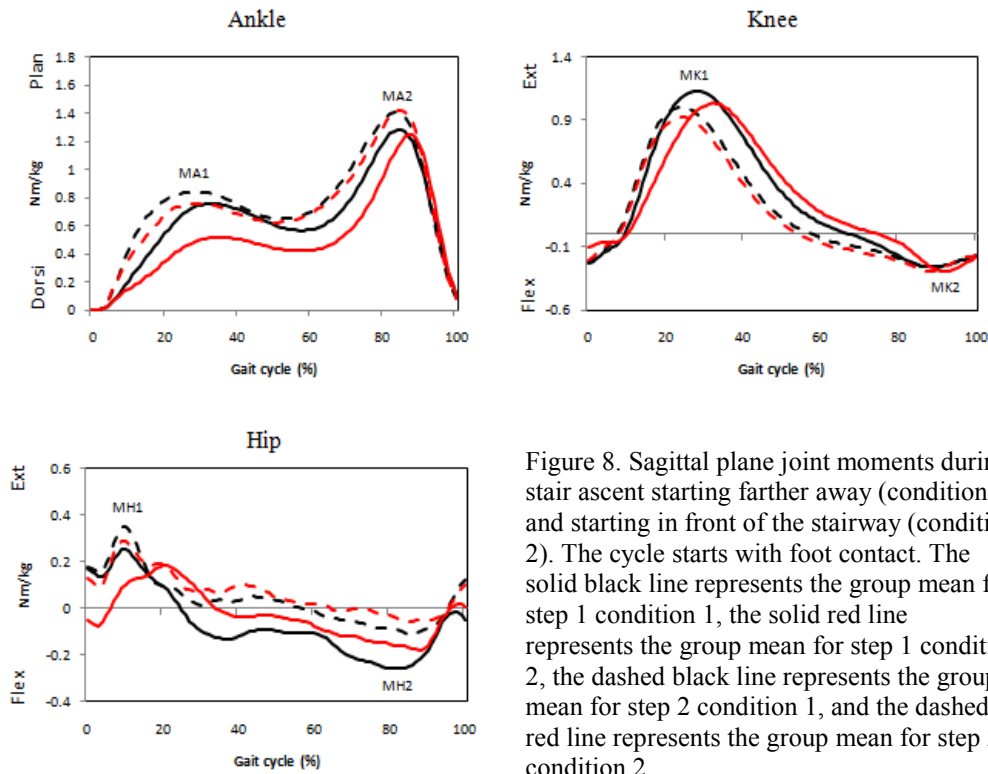 Ankle
Plan
Dorsi
Nm/kg
1.8
1.6
1.4
1.2
1
0.8
0.6
0.4
0.2
0
MA1
MA2
0 20 40 60 80 100
Gait cycle (%)
Knee
Ext
Flex
Nm/kg
1.4
0.9
0.4
-0.1
-0.6
MK1
MK2
0 20 40 60 80 100
Gait cycle (%)
Hip
Ext
Flex
Nm/kg
0.6
0.4
0.2
0
-0.2
-0.4
MH1
MH2
0 20 40 60 80 100
Gait cycle (%)
Figure 8. Sagittal plane joint moments
stair ascent starting farther away (condition
and starting in front of the stairway
2). The cycle starts with foot contact. The
solid black line represents the group mean
step 1 condition 1, the solid red line
represents the group mean for step 1
2, the dashed black line represents the group
mean for step 2 condition 1, and the dashed
red line represents the group mean for step
condition 2